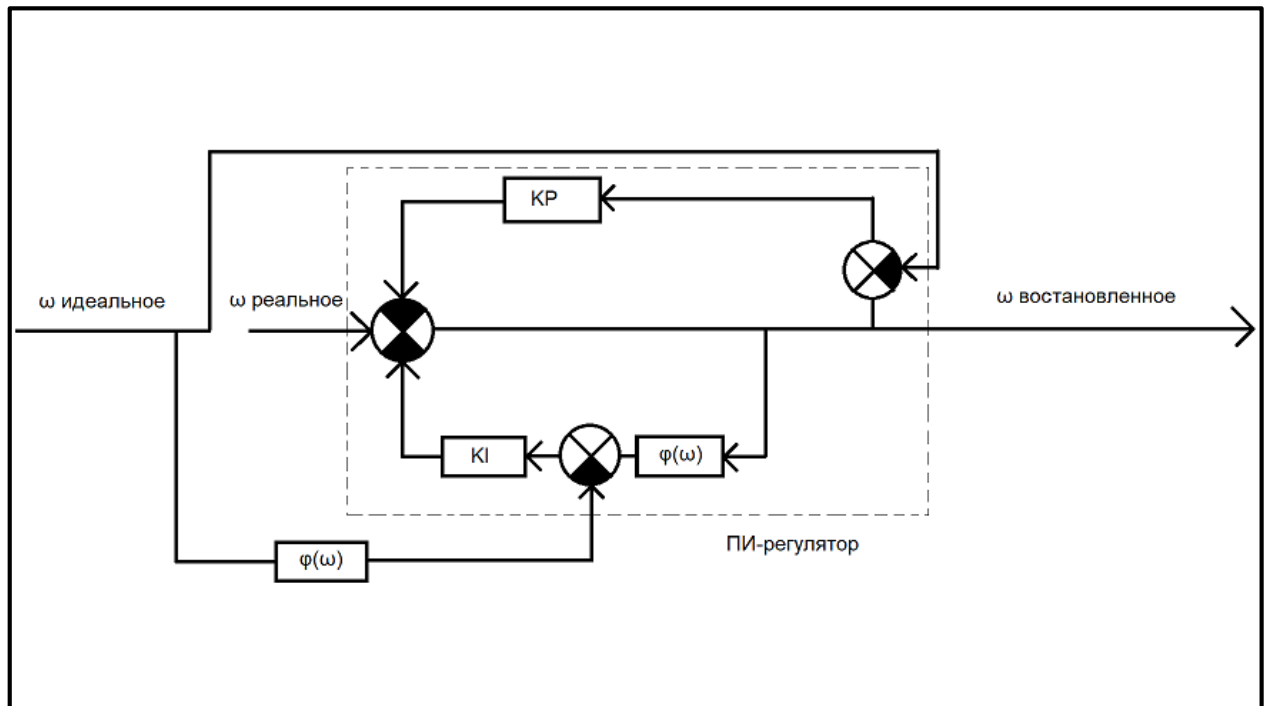 KP
ω идеальное
ω реальное
ω востановленное
KI
φ(ω)
φ(ω)
ПИ-регулятор